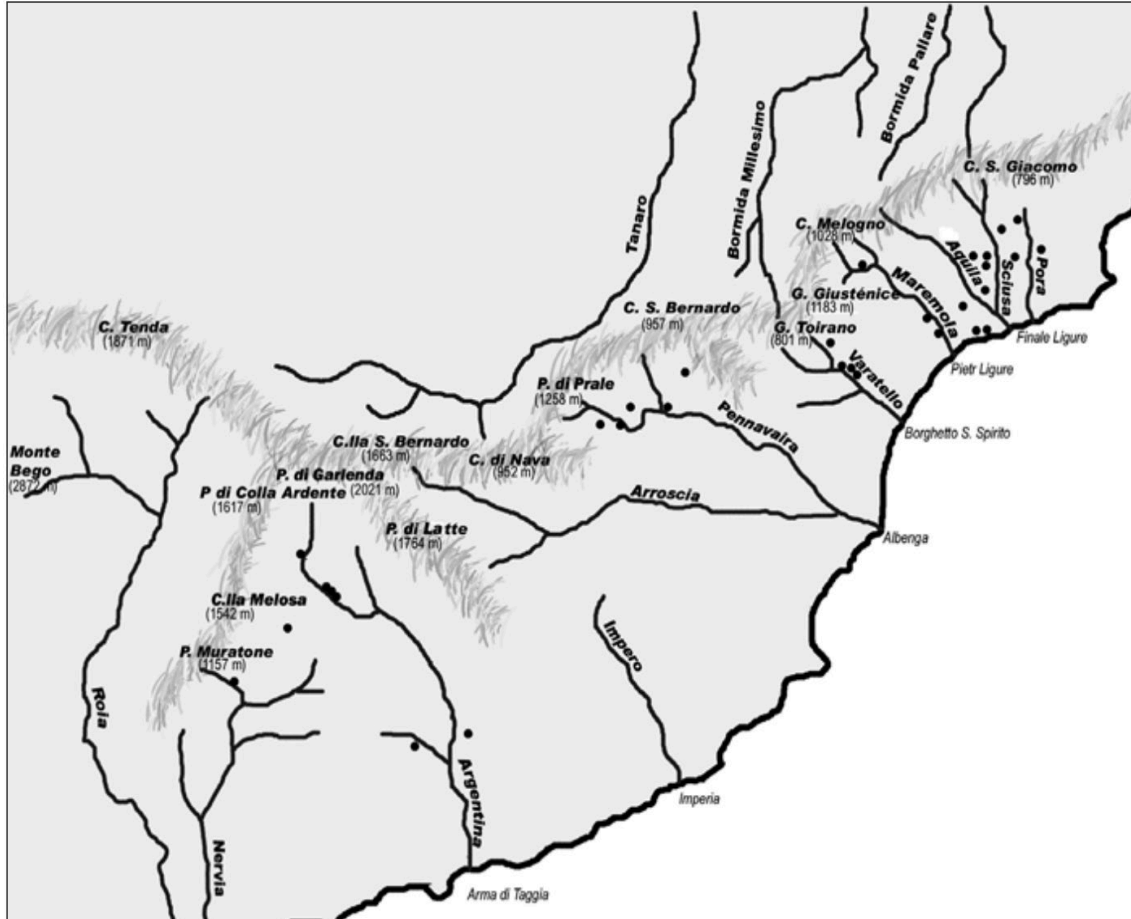 Bormida Pallare
Bormida Millesimo
Tanaro
C. S. Giacomo
(796 m)
C. Melogno
(1028 m)
Aquila
Sciusa
Pora
Maremola
G. Giusténice
(1183 m)
C. S. Bernardo
(957 m)
G. Toirano
(801 m)
C. Tenda
(1871 m)
Finale Ligure
Pietr Ligure
Varatello
P. di Prale
(1258 m)
Pennavaira
Borghetto S. Spirito
C.lla S. Bernardo
(1663 m)
Monte
Bego
(2872 m)
C. di Nava
(952 m)
P. di Garlenda
(2021 m)
P di Colla Ardente
(1617 m)
Arroscia
P. di Latte
(1764 m)
Albenga
C.lla Melosa
(1542 m)
P. Muratone
(1157 m)
Impero
Roia
Argentina
Imperia
Nervia
Arma di Taggia